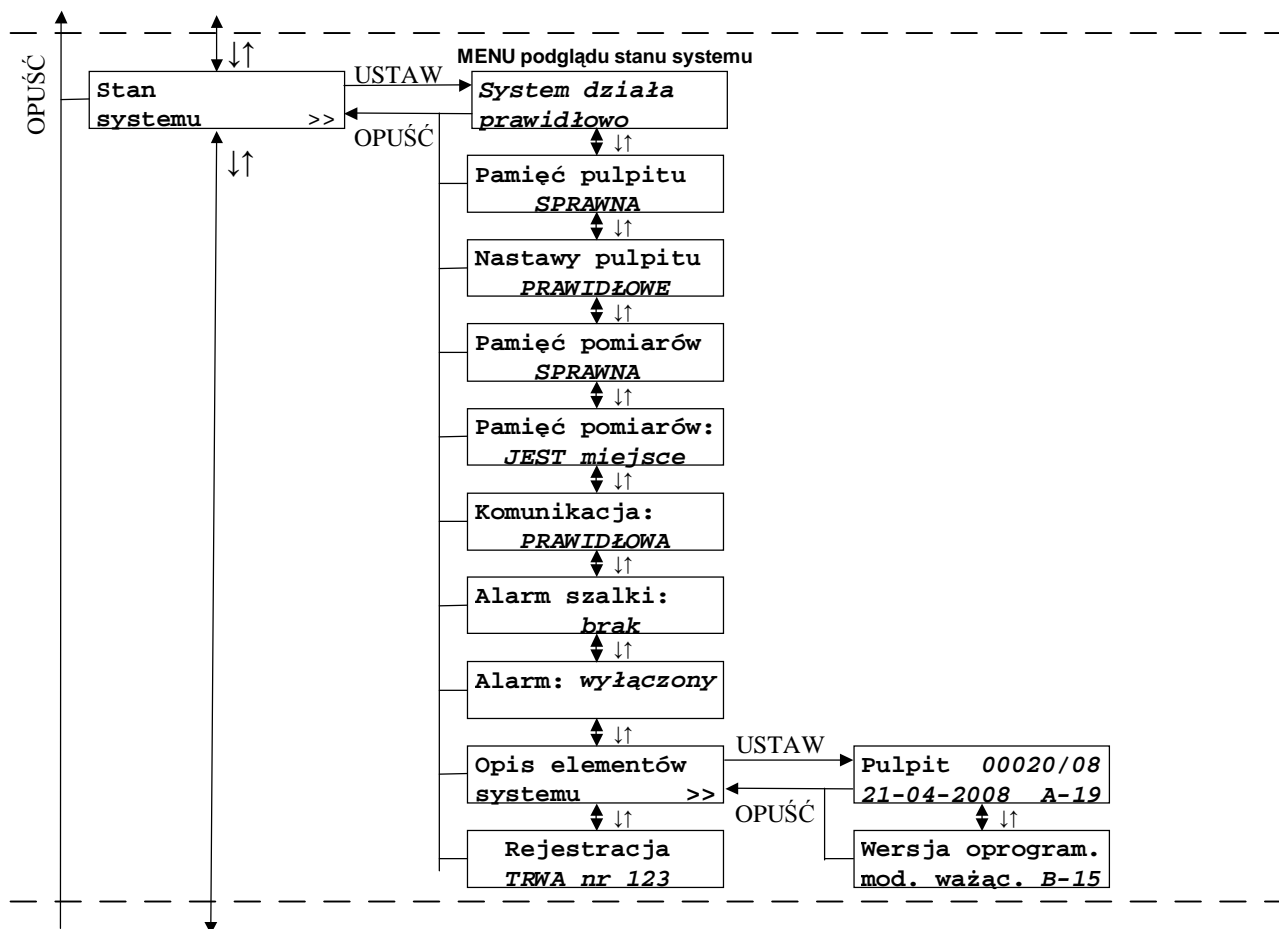 OPUŚĆ
↓↑
MENU podglądu stanu systemu
Stan
systemu >>
USTAW
OPUŚĆ
↓↑
System działa
prawidłowo
↓↑
Pamięć pulpitu
SPRAWNA
↓↑
Nastawy pulpitu
PRAWIDŁOWE
↓↑
Pamięć pomiarów
SPRAWNA
↓↑
Pamięć pomiarów:
JEST miejsce
↓↑
Komunikacja:
PRAWIDŁOWA
↓↑
Alarm szalki:
brak
↓↑
Alarm: wyłączony
↓↑
Opis elementów
systemu >>
USTAW
OPUŚĆ
Pulpit 00020/08
21-04-2008 A-19
↓↑
Wersja oprogram.
mod. ważąc. B-15
↓↑
Rejestracja
TRWA nr 123